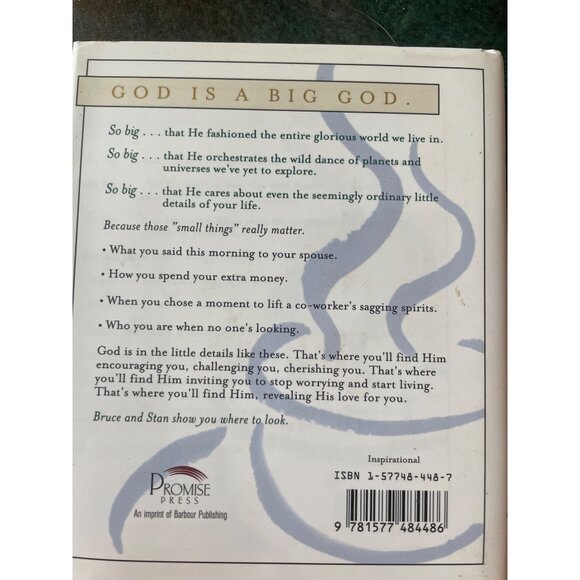 GOD IS A BIG GOD.
So big . . . that He fashioned the entire glorious world we live in.
So big . . . that He orchestrates the wild dance of planets and
universes we've yet to explore.
So big . . . that He cares about even the seemingly ordinary little
details of your life.
Because those "small things" really matter.
• What you said this morning to your spouse.
• How you spend your extra money.
• When you chose a moment to lift a co-worker's sagging spirits.
• Who you are when no one's looking.
God is in the little details like these. That's where you'll find Him
encouraging you, challenging you, cherishing you. That's where
you'll find Him inviting you to stop worrying and start living.
That's where you'll find Him, revealing His love for you.
Bruce and Stan show you where to look.
Inspirational
ISBN 1-57748-448-7
PROMISE
PRESS
An imprint of Barbour Publishing
9 781577 484486